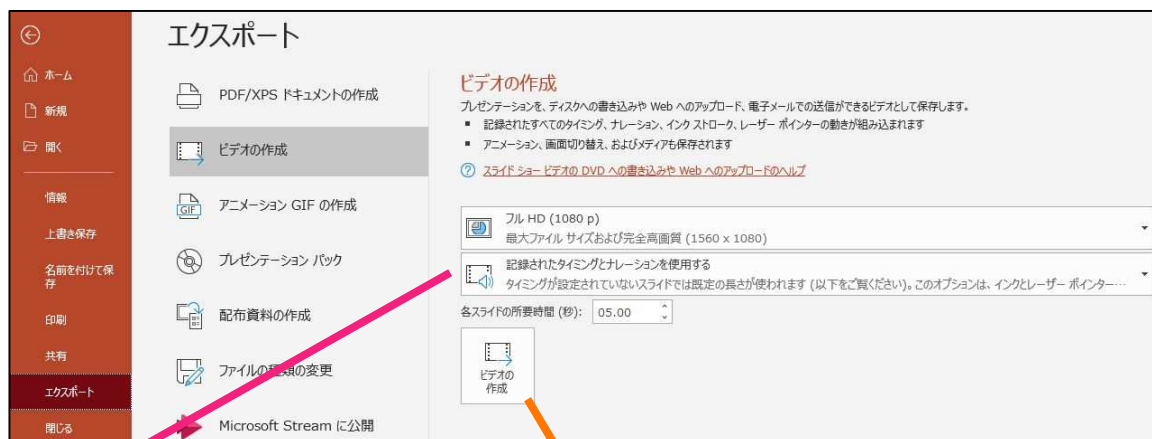 エクスポート
ホーム
新規
開く
情報
上書き保存
名前を付けて保
存
印刷
共有
エクスポート
閉じる
PDF/XPS ドキュメントの作成
ビデオの作成
GIF
アニメーション GIF の作成
プレゼンテーション パック
配布資料の作成
ファイルの種類の変更
Microsoft Stream に公開
ビデオの作成
プレゼンテーションを、ディスクへの書き込みや Web へのアップロード、電子メールでの送信ができるビデオとして保存します。
■ 記録されたすべてのタイミング、ナレーション、インク ストローク、レーザー ポインターの動きが組み込まれます
■ アニメーション、画面切り替え、およびメディアも保存されます
? スライド ショー ビデオの DVD への書き込みや Web へのアップロードのヘルプ
フル HD (1080 p)
最大ファイル サイズおよび完全高画質 (1560 x 1080)
記録されたタイミングとナレーションを使用する
タイミングが設定されていないスライドでは既定の長さが使われます (以下をご覧ください)。このオプションは、インクとレーザー ポインター…
各スライドの所要時間 (秒): 05.00
ビデオの
作成